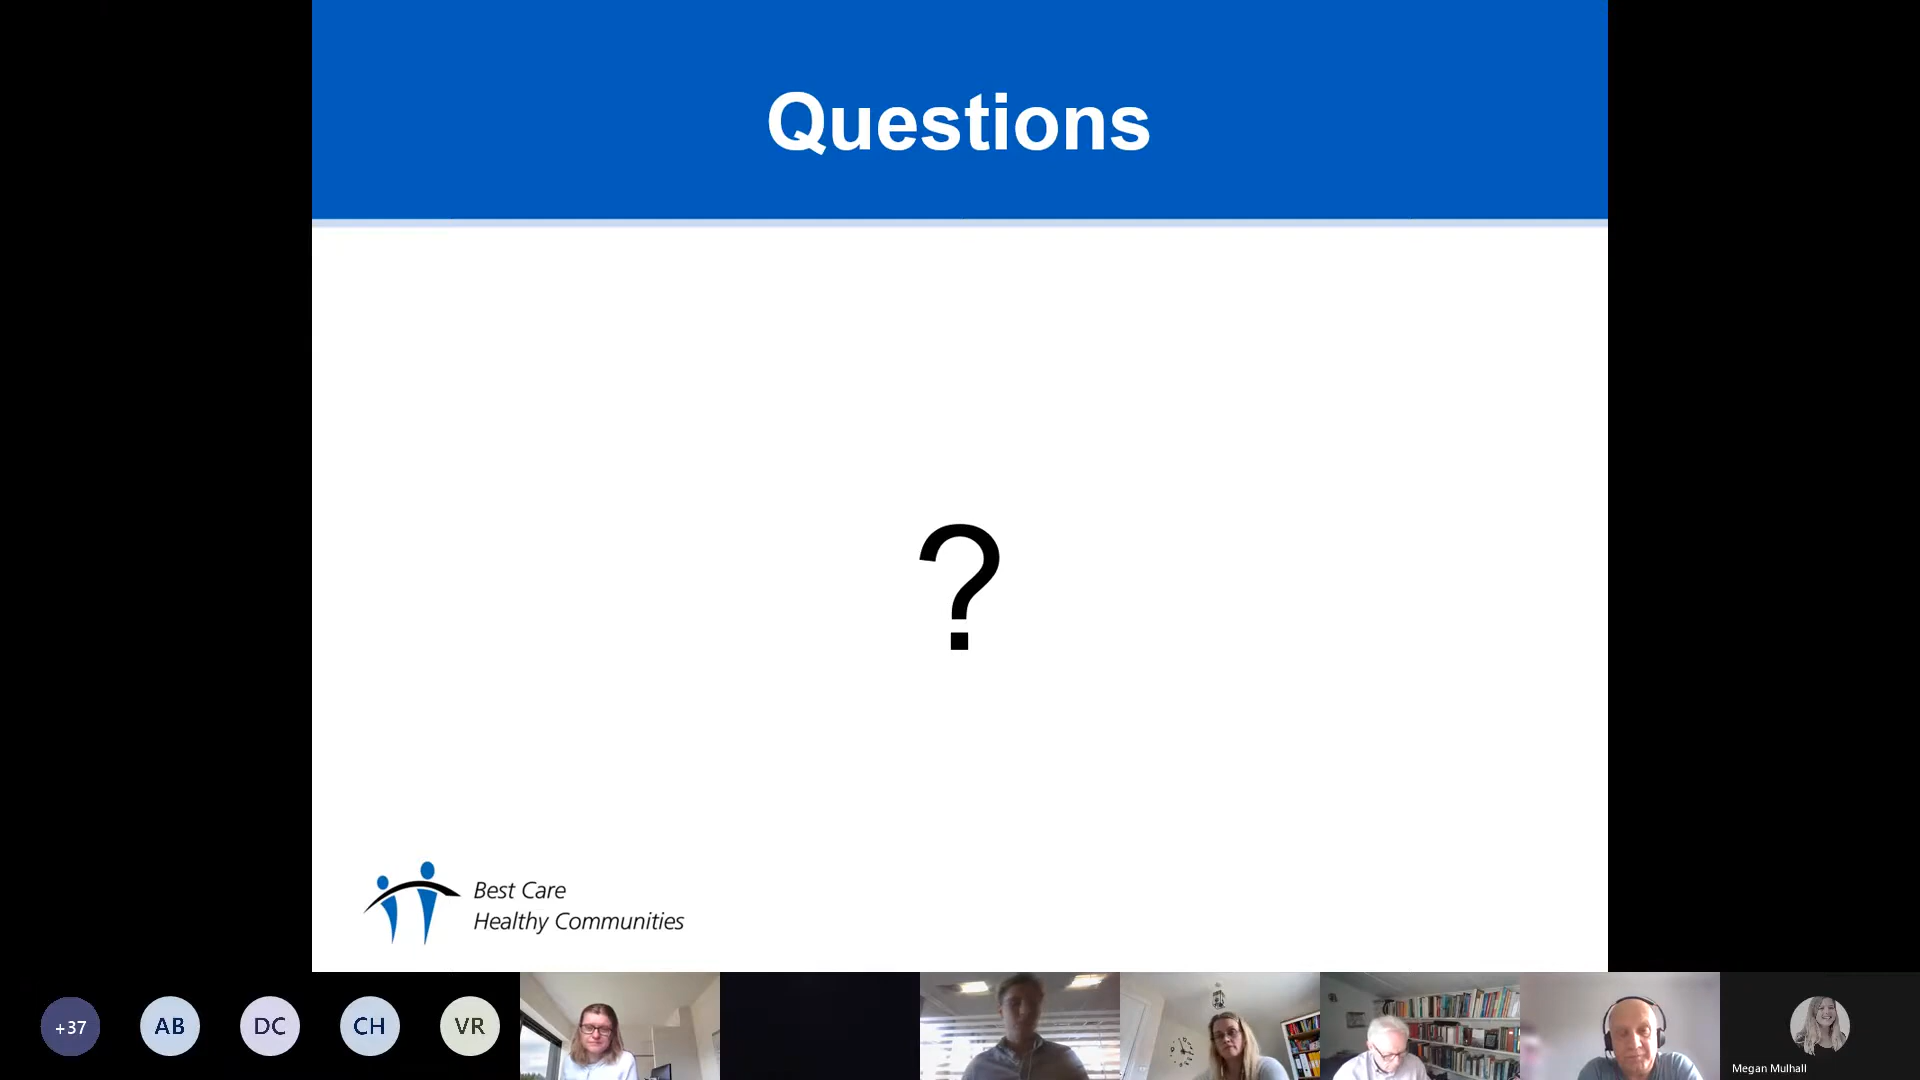 Questions
?
Best Care
Healthy Communities
+37
AB
DC
CH
VR
Megan Mulhall